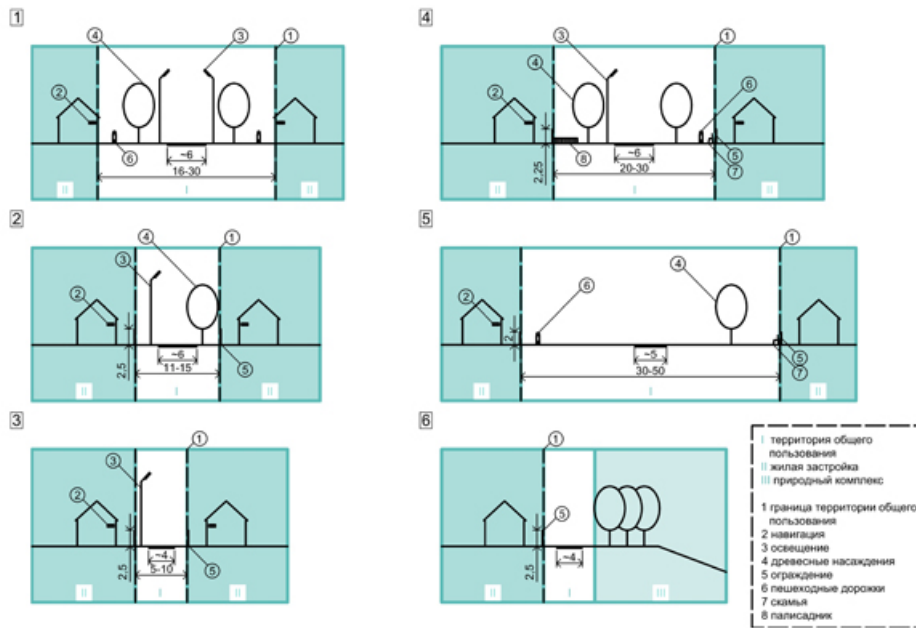 1
4
3
1
2
6
~6
16-30
II
I
II
4
3
1
4
6
2
8
5
7
2,25
~6
20-30
II
I
II
2
4
1
3
2
~6
11-15
5
2,5
II
I
II
5
1
4
6
2
2
~5
30-50
5
7
II
I
II
3
1
3
2
~4
5-10
5
2,5
II
I
II
6
1
5
~4
2,5
II
I
III
I территория общего
пользования
II жилая застройка
III природный комплекс
1 граница территории общего
пользования
2 навигация
3 освещение
4 древесные насаждения
5 ограждение
6 пешеходные дорожки
7 скамья
8 палисадник